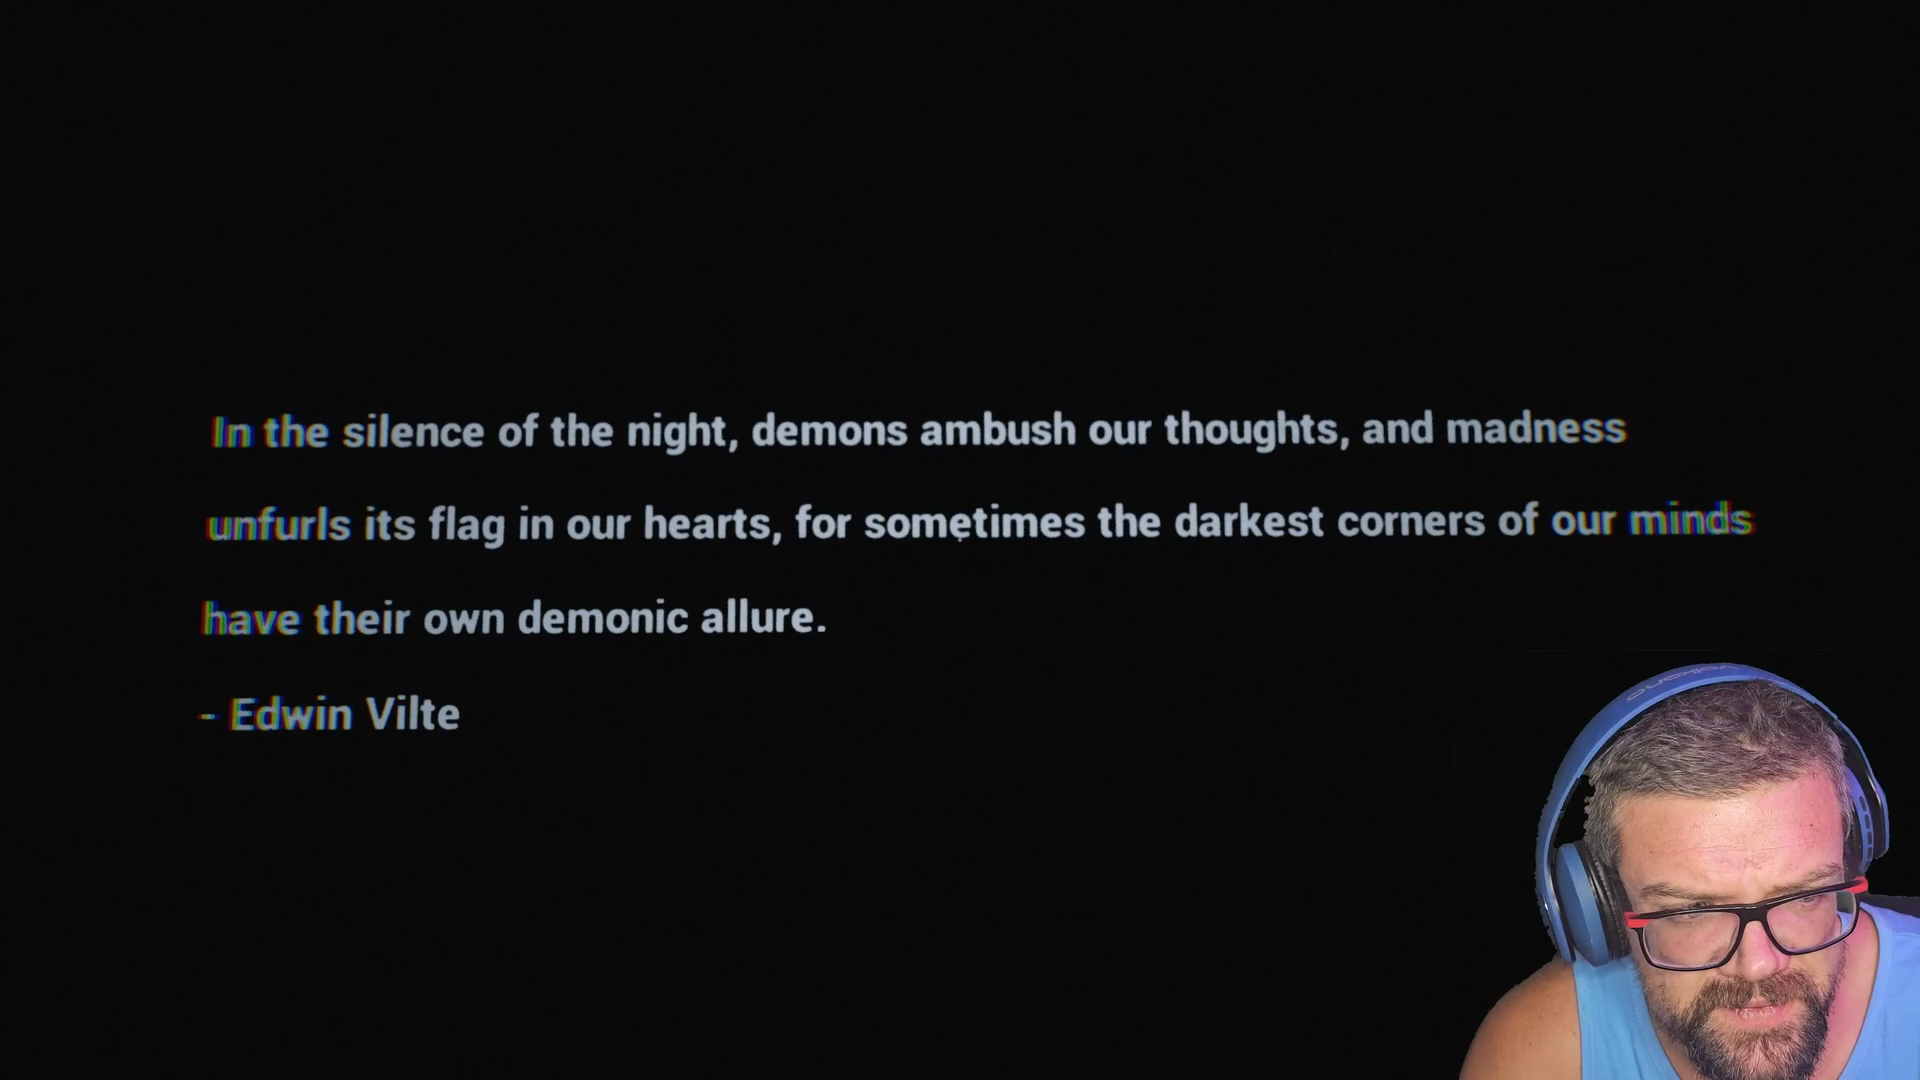 In the silence of the night, demons ambush our thoughts, and madness
unfurls its flag in our hearts, for sometimes the darkest corners of our minds
have their own demonic allure.
- Edwin Vilte
volkano